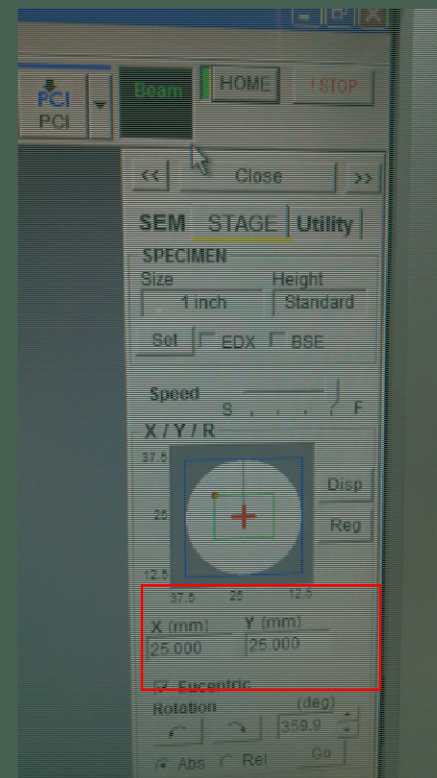 PCI
PCI
Beam
HOME
! STOP
<< Close >>
SEM STAGE Utility
SPECIMEN
Size Height
1 inch Standard
Set EDX BSE
Speed
S F
X / Y / R
37.5
Disp
25
Reg
12.5
37.5 25 12.5
X (mm) Y (mm)
25.000 25.000
Eucentric
Rotation (deg)
359.9
Abs Rel Go